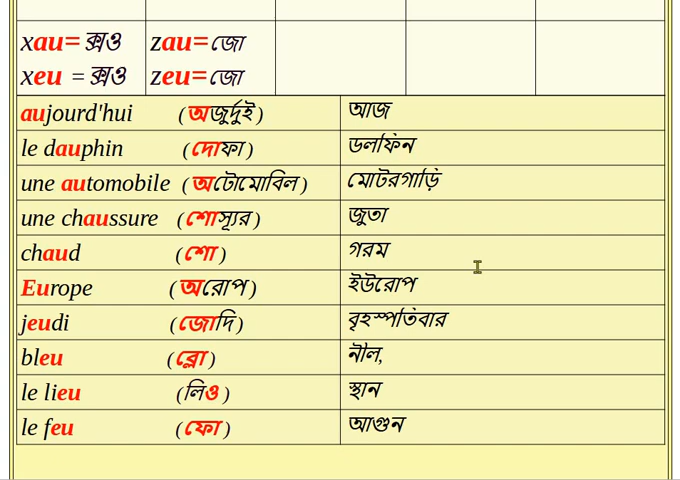 xau= ক্সও zau=জো
xeu = ক্সও zeu=জো
aujourd'hui (অজুর্দুই) আজ
le dauphin (দোফা) ডলফিন
une automobile (অটোমোবিল) মোটরগাড়ি
une chaussure (শোস্যূর) জুতা
chaud (শো) গরম
Europe (অরোপ) ইউরোপ
jeudi (জোদি) বৃহস্পতিবার
bleu (ব্লো) নীল,
le lieu (লিও) স্থান
le feu (ফো) আগুন